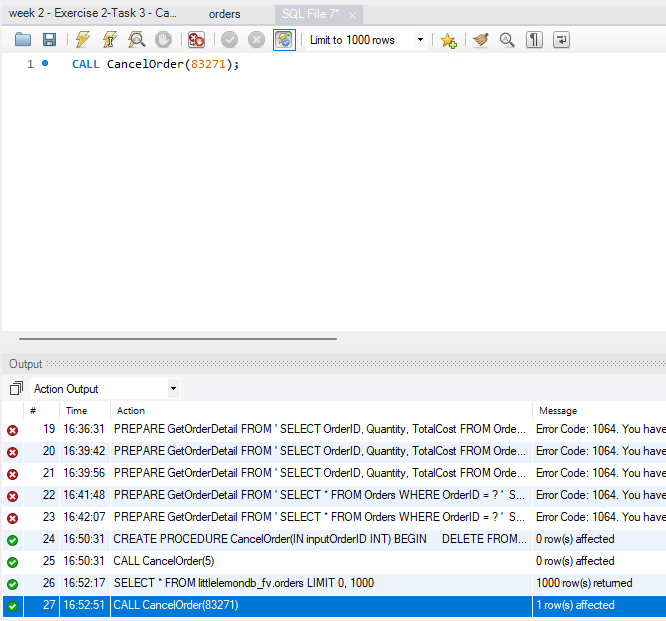 week 2 - Exercise 2-Task 3 - Ca... orders SQL File 7*
Limit to 1000 rows
1 CALL CancelOrder(83271);
Output
Action Output
# Time Action Message
19 16:36:31 PREPARE GetOrderDetail FROM ' SELECT OrderID, Quantity, TotalCost FROM Orde... Error Code: 1064. You have
20 16:39:42 PREPARE GetOrderDetail FROM ' SELECT OrderID, Quantity, TotalCost FROM Orde... Error Code: 1064. You have
21 16:39:56 PREPARE GetOrderDetail FROM ' SELECT OrderID, Quantity, TotalCost FROM Orde... Error Code: 1064. You have
22 16:41:48 PREPARE GetOrderDetail FROM ' SELECT * FROM Orders WHERE OrderID = ? ' S... Error Code: 1064. You have
23 16:42:07 PREPARE GetOrderDetail FROM ' SELECT * FROM Orders WHERE OrderID = ? ' S... Error Code: 1064. You have
24 16:50:31 CREATE PROCEDURE CancelOrder(IN inputOrderID INT) BEGIN DELETE FROM... 0 row(s) affected
25 16:50:31 CALL CancelOrder(5) 0 row(s) affected
26 16:52:17 SELECT * FROM littlelemondb_fv.orders LIMIT 0, 1000 1000 row(s) returned
27 16:52:51 CALL CancelOrder(83271) 1 row(s) affected